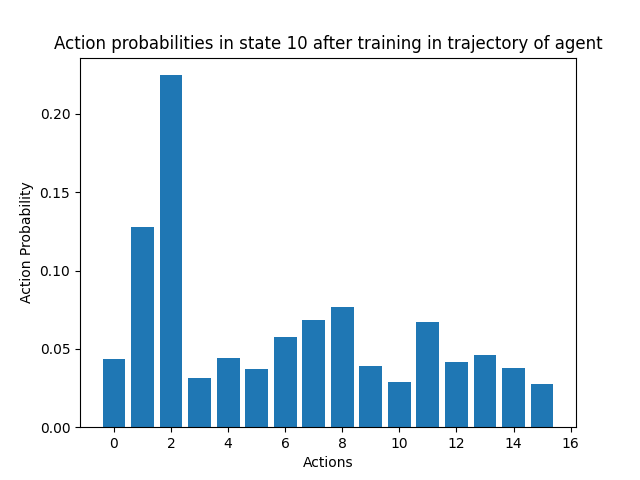 Action probabilities in state 10 after training in trajectory of agent
0.20
0.15
0.10
0.05
0.00
Action Probability
0 2 4 6 8 10 12 14 16
Actions